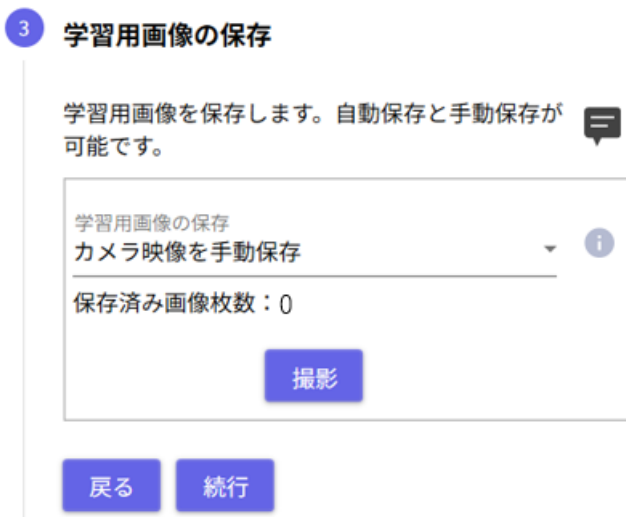 3
学習用画像の保存
学習用画像を保存します。自動保存と手動保存が
可能です。
学習用画像の保存
カメラ映像を手動保存
保存済み画像枚数：0
撮影
戻る
続行